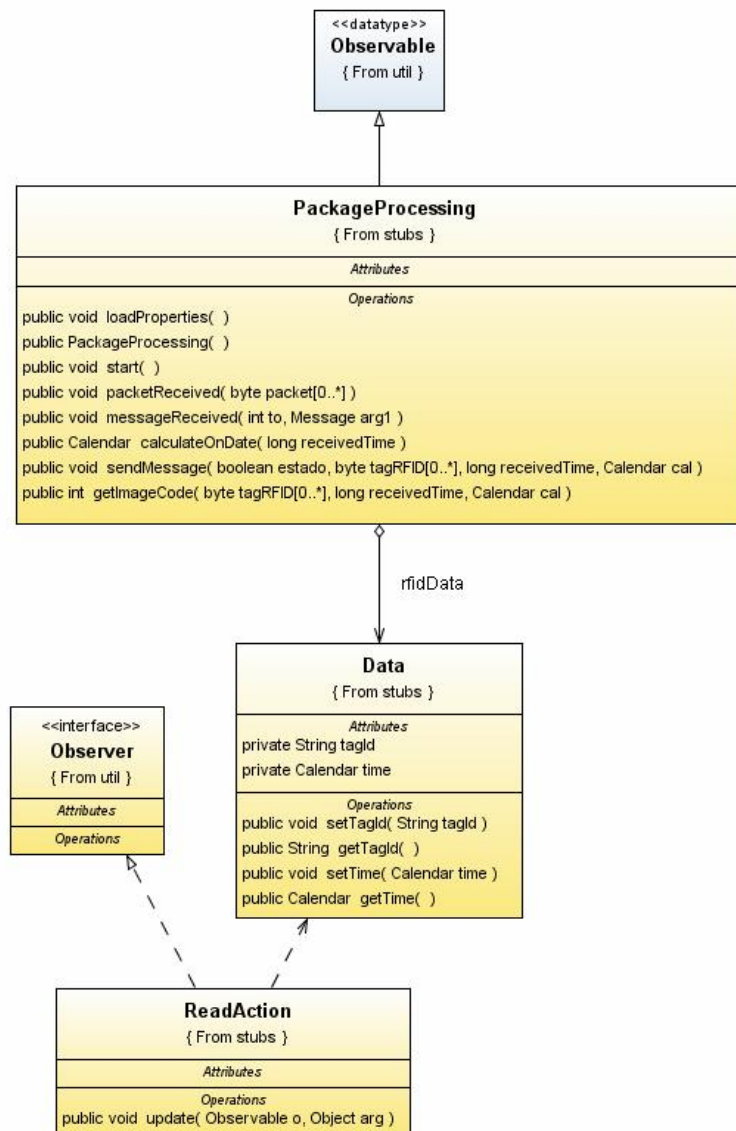 <<datatype>>
Observable
{ From util }
PackageProcessing
{ From stubs }
Attributes
Operations
public void loadProperties( )
public PackageProcessing( )
public void start( )
public void packetReceived( byte packet[0..*] )
public void messageReceived( int to, Message arg1 )
public Calendar calculateOnDate( long receivedTime )
public void sendMessage( boolean estado, byte tagRFID[0..*], long receivedTime, Calendar cal )
public int getImageCode( byte tagRFID[0..*], long receivedTime, Calendar cal )
rfidData
Data
{ From stubs }
Attributes
private String tagId
private Calendar time
Operations
public void setTagId( String tagId )
public String getTagId( )
public void setTime( Calendar time )
public Calendar getTime( )
<<interface>>
Observer
{ From util }
Attributes
Operations
ReadAction
{ From stubs }
Attributes
Operations
public void update( Observable o, Object arg )